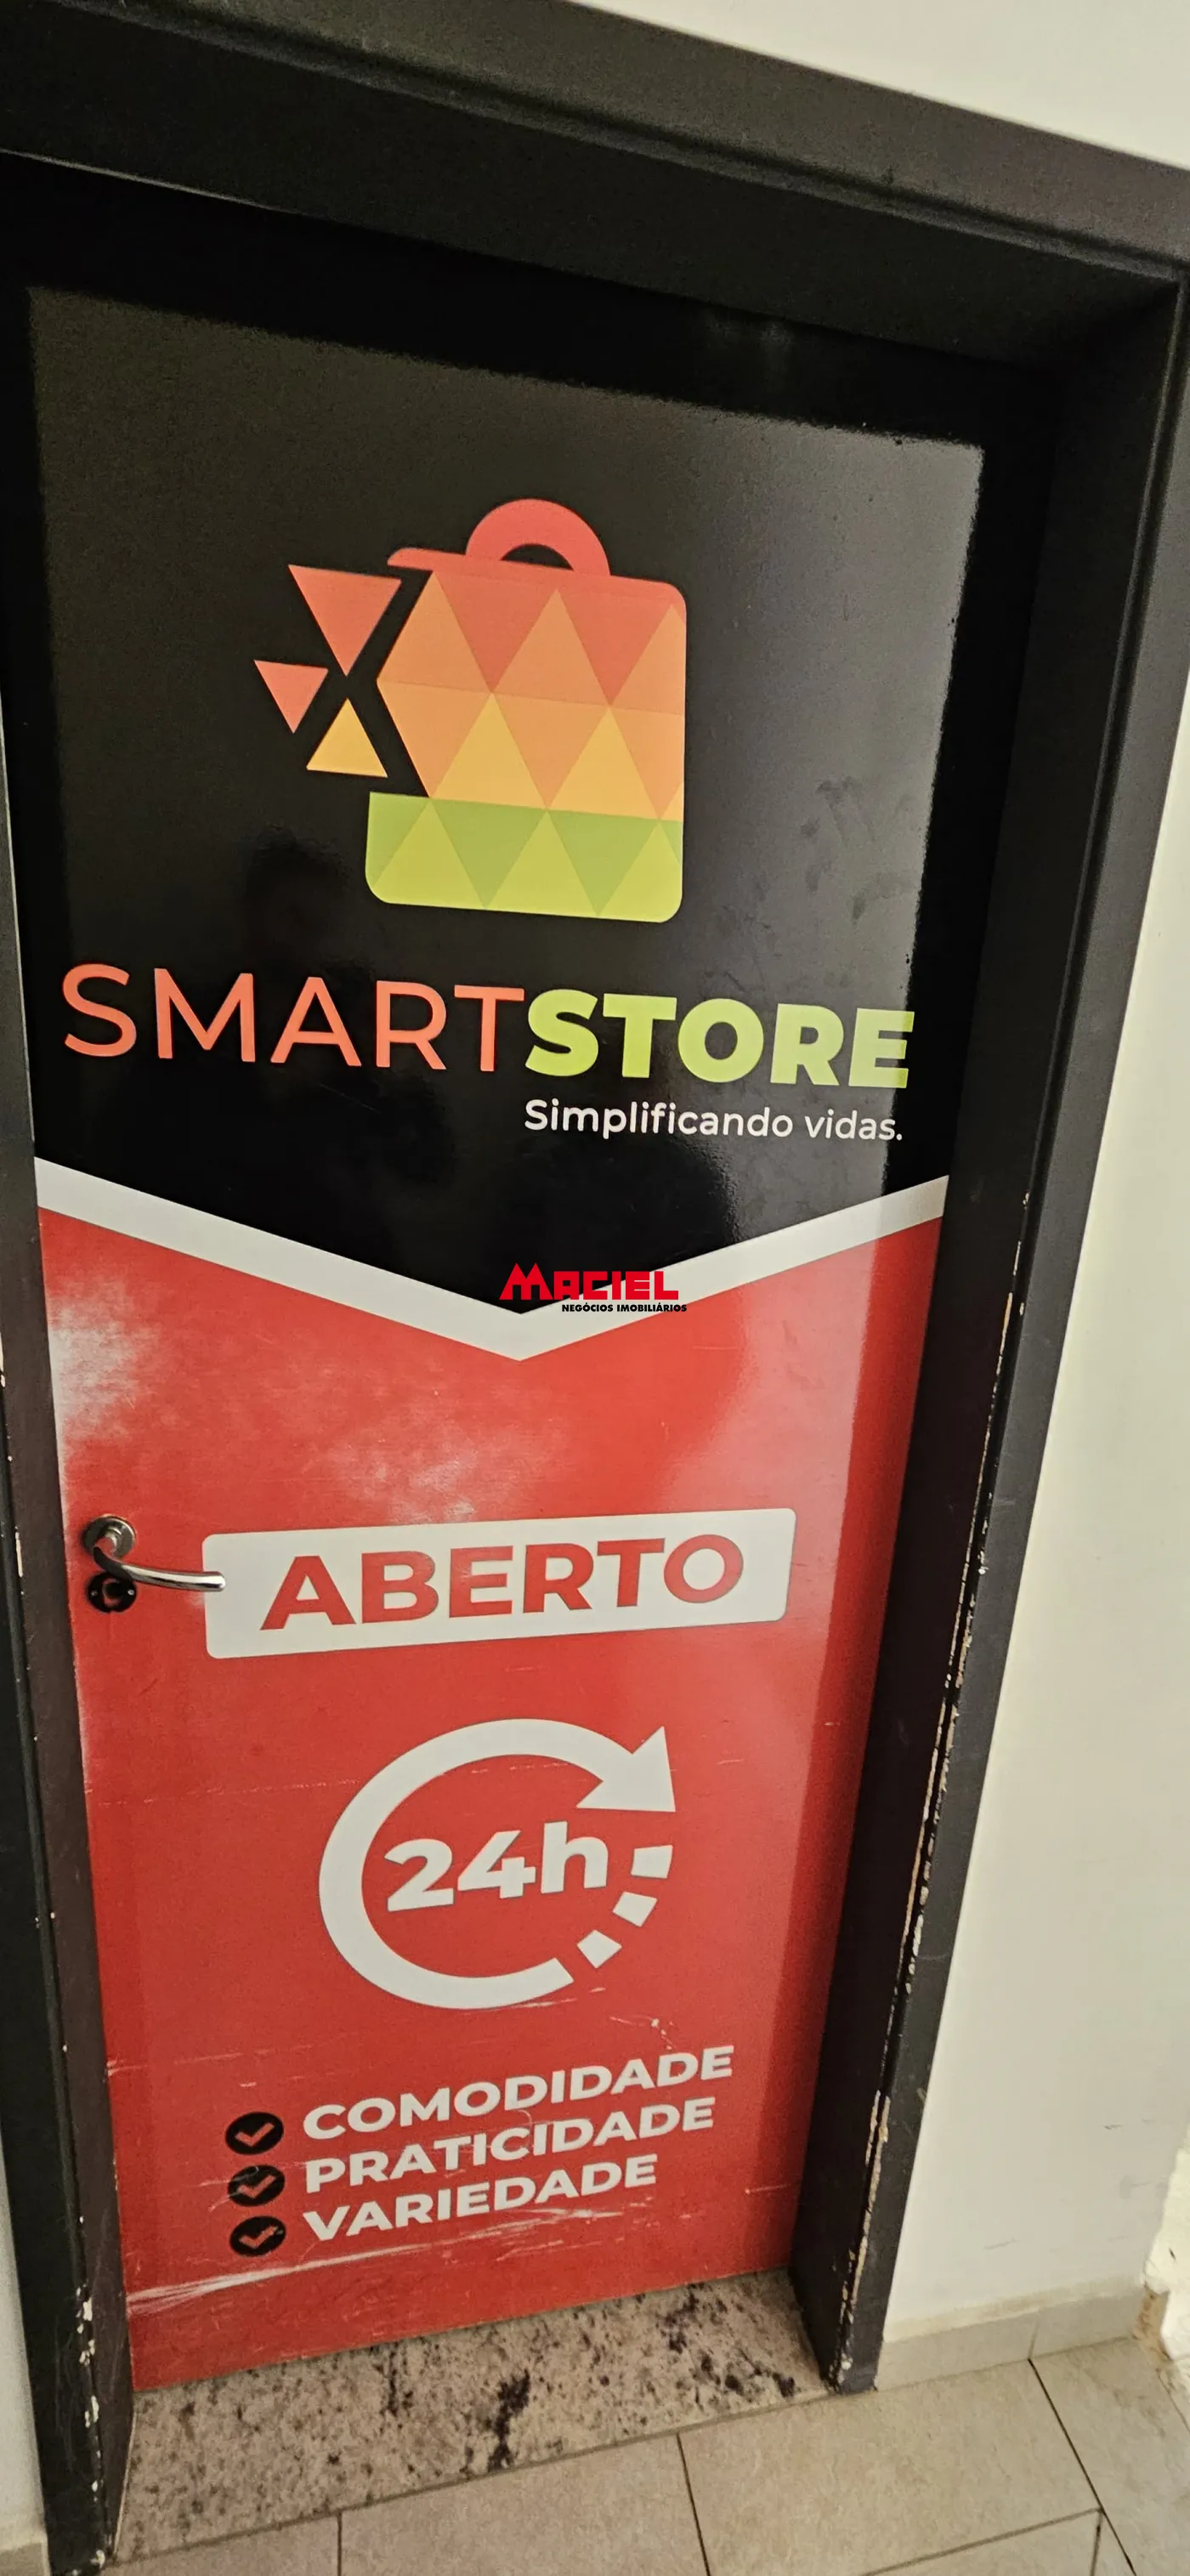 SMARTSTORE
Simplificando vidas.
MACIEL
NEGÓCIOS IMOBILIÁRIOS
ABERTO
24h
COMODIDADE
PRATICIDADE
VARIEDADE